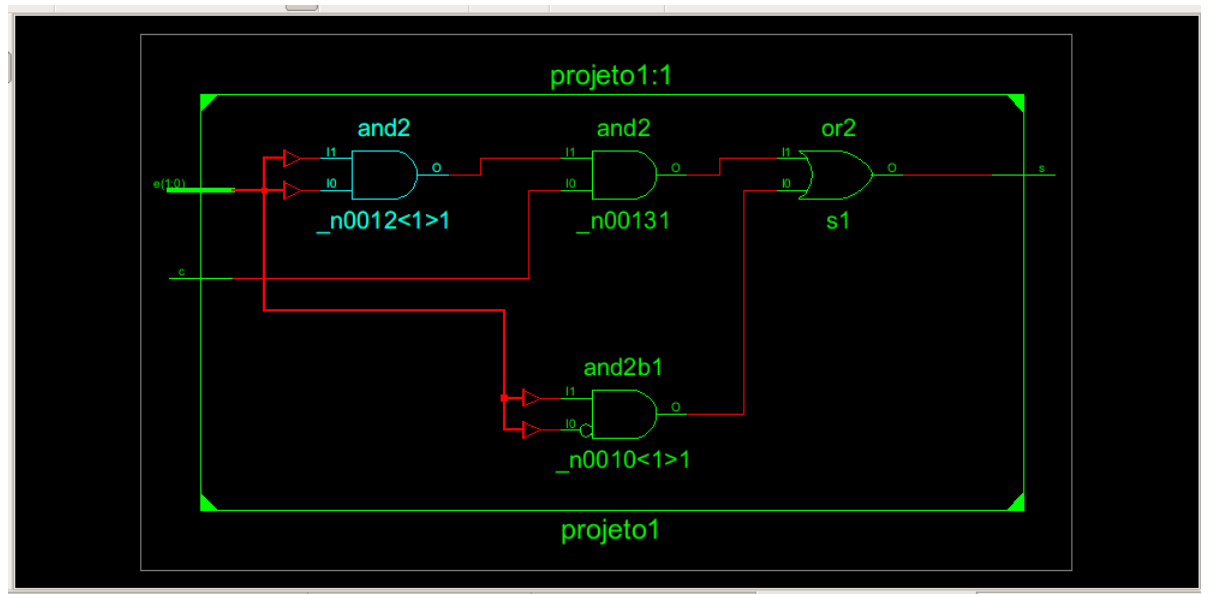 projeto1:1
and2 and2 or2
I1 O I1 O I1 O s
e(1:0) I0 I0 I0
_n0012<1>1 _n00131 s1
c
and2b1
I1 O
I0
_n0010<1>1
projeto1